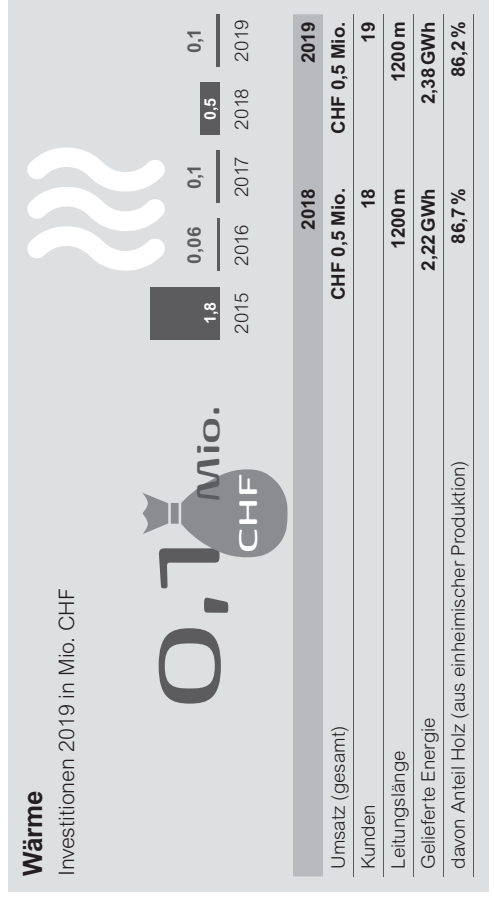 Wärme
Investitionen 2019 in Mio. CHF
0,1 Mio.
CHF
1,8 0,06 0,1 0,5 0,1
2015 2016 2017 2018 2019
2018 2019
Umsatz (gesamt) CHF 0,5 Mio. CHF 0,5 Mio.
Kunden 18 19
Leitungslänge 1200 m 1200 m
Gelieferte Energie 2,22 GWh 2,38 GWh
davon Anteil Holz (aus einheimischer Produktion) 86,7 % 86,2 %